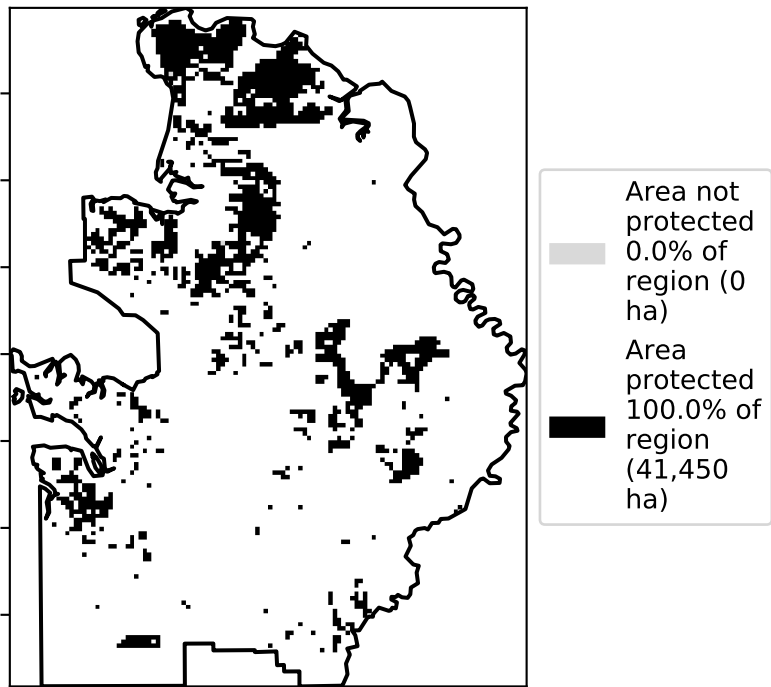 Area not
protected
0.0% of
region (0
ha)
Area
protected
100.0% of
region
(41,450
ha)